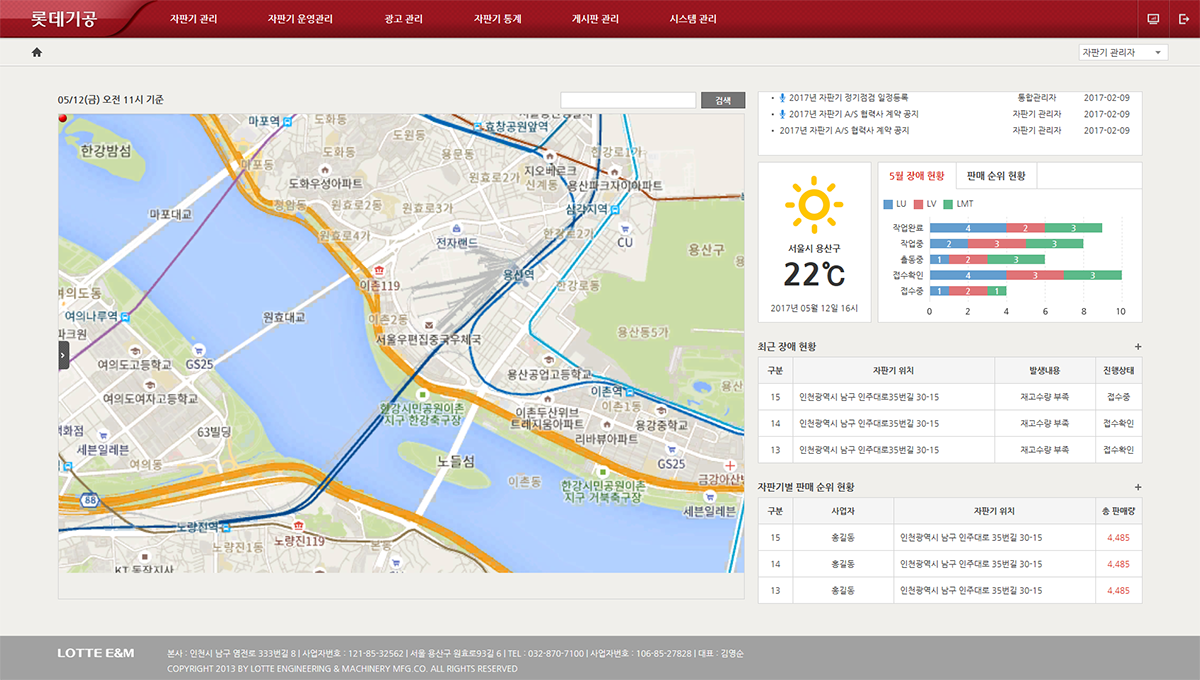 롯데기공
자판기 관리 자판기 운영관리 광고 관리 자판기 통계 게시판 관리 시스템 관리
자판기 관리자
05/12(금) 오전 11시 기준
검색
마포역
도화동
효창공원앞역
한강밤섬
도원동
도화동
용문동
한강로1가
마포동
지오베르크
도화우성아파트
원효로2가
신계동
용산파크자이아파트
청암동
원효로2동
원효로3가
삼각지역
마포대교
원효로4가
전자랜드
한강로2가
CU
용산구
용산역
이촌119
한강로동
여의도동
여의나루역
원효대교
이촌2동
용산동5가
파크원
서울우편집중국우체국
여의도고등학교
GS25
용산공업고등학교
용산
여의도여자고등학교
이촌역
한강시민공원이촌
지구 한강축구장
이촌두산위브
트레지움아파트
이촌1동
용강중학교
63빌딩
리바뷰아파트
백화점
세븐일레븐
여의동
노들섬
GS25
이촌동
금강아산병
한강시민공원이촌
지구 거북축구장
88
세븐일레븐
노량진역
노량진1동
노량진119
본동
KT 동작지사
• 2017년 자판기 정기점검 일정등록 통합관리자 2017-02-09
• 2017년 자판기 A/S 협력사 계약 공지 자판기 관리자 2017-02-09
• 2017년 자판기 A/S 협력사 계약 공지 자판기 관리자 2017-02-09
서울시 용산구
22℃
2017년 05월 12일 16시
5월 장애 현황 판매 순위 현황
LU LV LMT
작업완료 4 2 3
작업중 2 3 3
출동중 1 2 3
접수확인 4 3 3
접수중 1 2 1
0 2 4 6 8 10
최근 장애 현황 +
구분 자판기 위치 발생내용 진행상태
15 인천광역시 남구 인주대로35번길 30-15 재고수량 부족 접수중
14 인천광역시 남구 인주대로35번길 30-15 재고수량 부족 접수확인
13 인천광역시 남구 인주대로35번길 30-15 재고수량 부족 접수확인
자판기별 판매 순위 현황 +
구분 사업자 자판기 위치 총 판매량
15 홍길동 인천광역시 남구 인주대로 35번길 30-15 4,485
14 홍길동 인천광역시 남구 인주대로 35번길 30-15 4,485
13 홍길동 인천광역시 남구 인주대로 35번길 30-15 4,485
LOTTE E&M
본사 : 인천시 남구 염전로 333번길 8 | 사업자번호 : 121-85-32562 | 서울 용산구 원효로93길 6 | TEL : 032-870-7100 | 사업자번호 : 106-85-27828 | 대표 : 김영순
COPYRIGHT 2013 BY LOTTE ENGINEERING & MACHINERY MFG.CO. ALL RIGHTS RESERVED